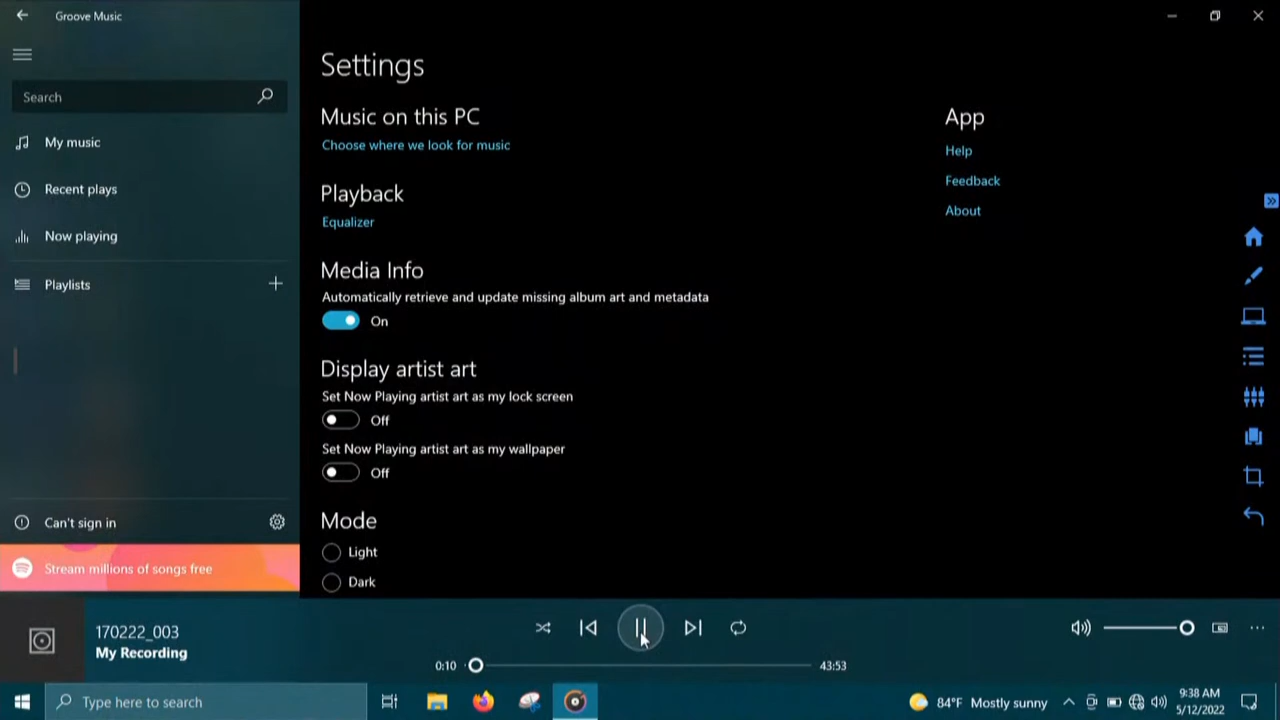 Groove Music
Search
My music
Recent plays
Now playing
Playlists
Can't sign in
Stream millions of songs free
Settings
Music on this PC
Choose where we look for music
Playback
Equalizer
Media Info
Automatically retrieve and update missing album art and metadata
On
Display artist art
Set Now Playing artist art as my lock screen
Off
Set Now Playing artist art as my wallpaper
Off
Mode
Light
Dark
App
Help
Feedback
About
170222_003
My Recording
0:10
43:53
Type here to search
84°F Mostly sunny
9:38 AM
5/12/2022